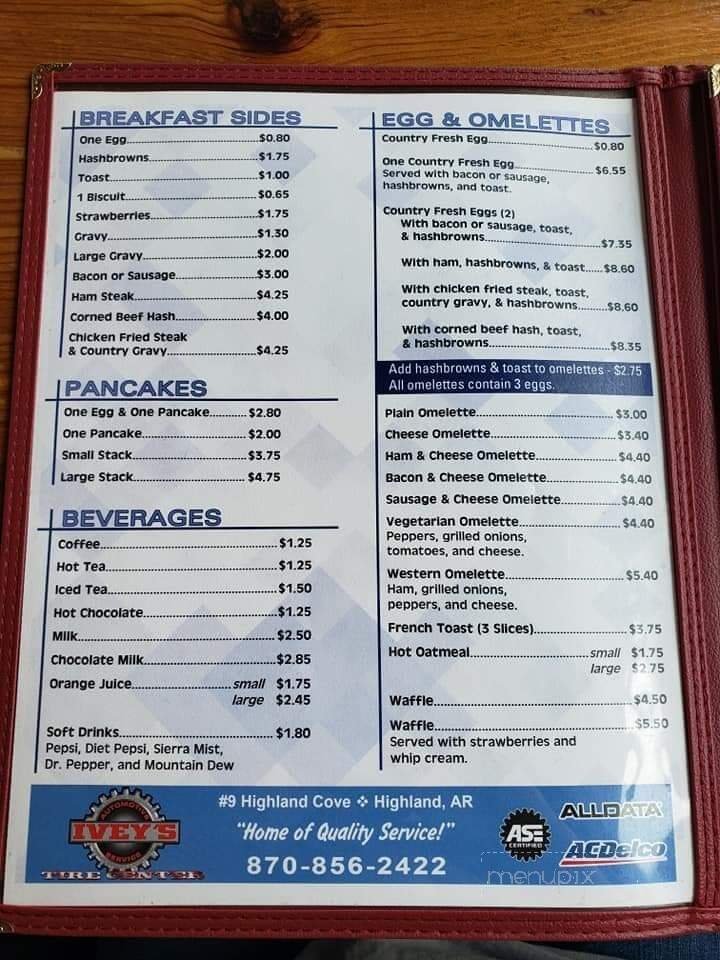 BREAKFAST SIDES
One Egg $0.80
Hashbrowns $1.75
Toast $1.00
1 Biscuit $0.65
Strawberries $1.75
Gravy $1.30
Large Gravy $2.00
Bacon or Sausage $3.00
Ham Steak $4.25
Corned Beef Hash $4.00
Chicken Fried Steak
& Country Gravy $4.25
PANCAKES
One Egg & One Pancake $2.80
One Pancake $2.00
Small Stack $3.75
Large Stack $4.75
BEVERAGES
Coffee $1.25
Hot Tea $1.25
Iced Tea $1.50
Hot Chocolate $1.25
Milk $2.50
Chocolate Milk $2.85
Orange Juice small $1.75
large $2.45
Soft Drinks $1.80
Pepsi, Diet Pepsi, Sierra Mist,
Dr. Pepper, and Mountain Dew
EGG & OMELETTES
Country Fresh Egg $0.80
One Country Fresh Egg $6.55
Served with bacon or sausage,
hashbrowns, and toast.
Country Fresh Eggs (2)
With bacon or sausage, toast,
& hashbrowns $7.35
With ham, hashbrowns, & toast $8.60
With chicken fried steak, toast,
country gravy, & hashbrowns $8.60
With corned beef hash, toast,
& hashbrowns $8.35
Add hashbrowns & toast to omelettes - $2.75
All omelettes contain 3 eggs.
Plain Omelette $3.00
Cheese Omelette $3.40
Ham & Cheese Omelette $4.40
Bacon & Cheese Omelette $4.40
Sausage & Cheese Omelette $4.40
Vegetarian Omelette $4.40
Peppers, grilled onions,
tomatoes, and cheese.
Western Omelette $5.40
Ham, grilled onions,
peppers, and cheese.
French Toast (3 Slices) $3.75
Hot Oatmeal small $1.75
large $2.75
Waffle $4.50
Waffle $5.50
Served with strawberries and
whip cream.
AUTOMOTIVE
IVEY'S
SERVICE
TIRE CENTER
#9 Highland Cove ❖ Highland, AR
"Home of Quality Service!"
870-856-2422
ASE
CERTIFIED
ALLDATA
ACDelco
menupix